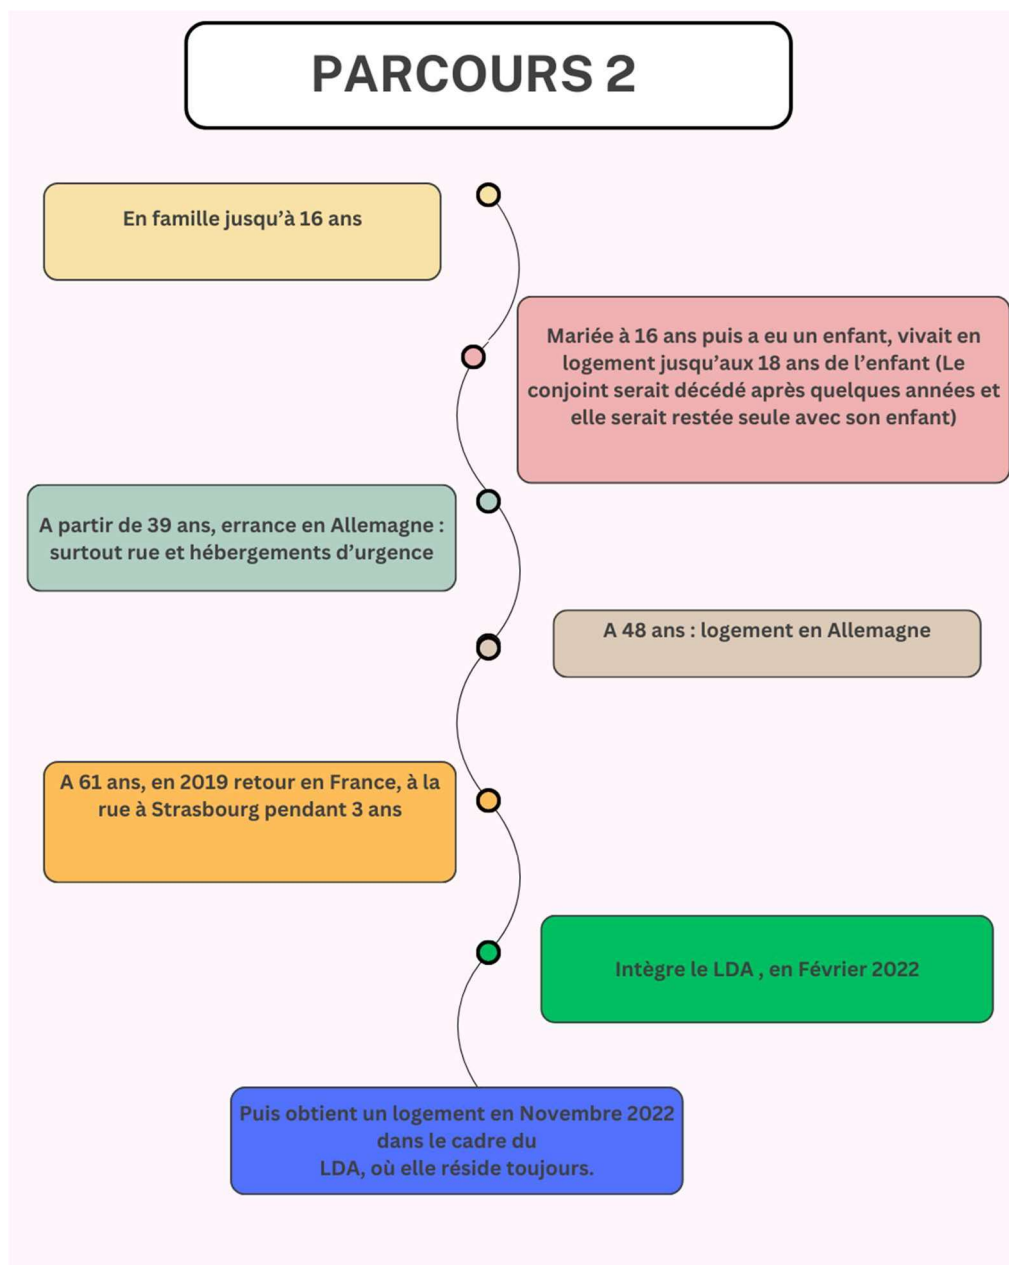 PARCOURS 2
En famille jusqu’à 16 ans
Mariée à 16 ans puis a eu un enfant, vivait en
logement jusqu’aux 18 ans de l’enfant (Le
conjoint serait décédé après quelques années et
elle serait restée seule avec son enfant)
A partir de 39 ans, errance en Allemagne :
surtout rue et hébergements d’urgence
A 48 ans : logement en Allemagne
A 61 ans, en 2019 retour en France, à la
rue à Strasbourg pendant 3 ans
Intègre le LDA , en Février 2022
Puis obtient un logement en Novembre 2022
dans le cadre du
LDA, où elle réside toujours.